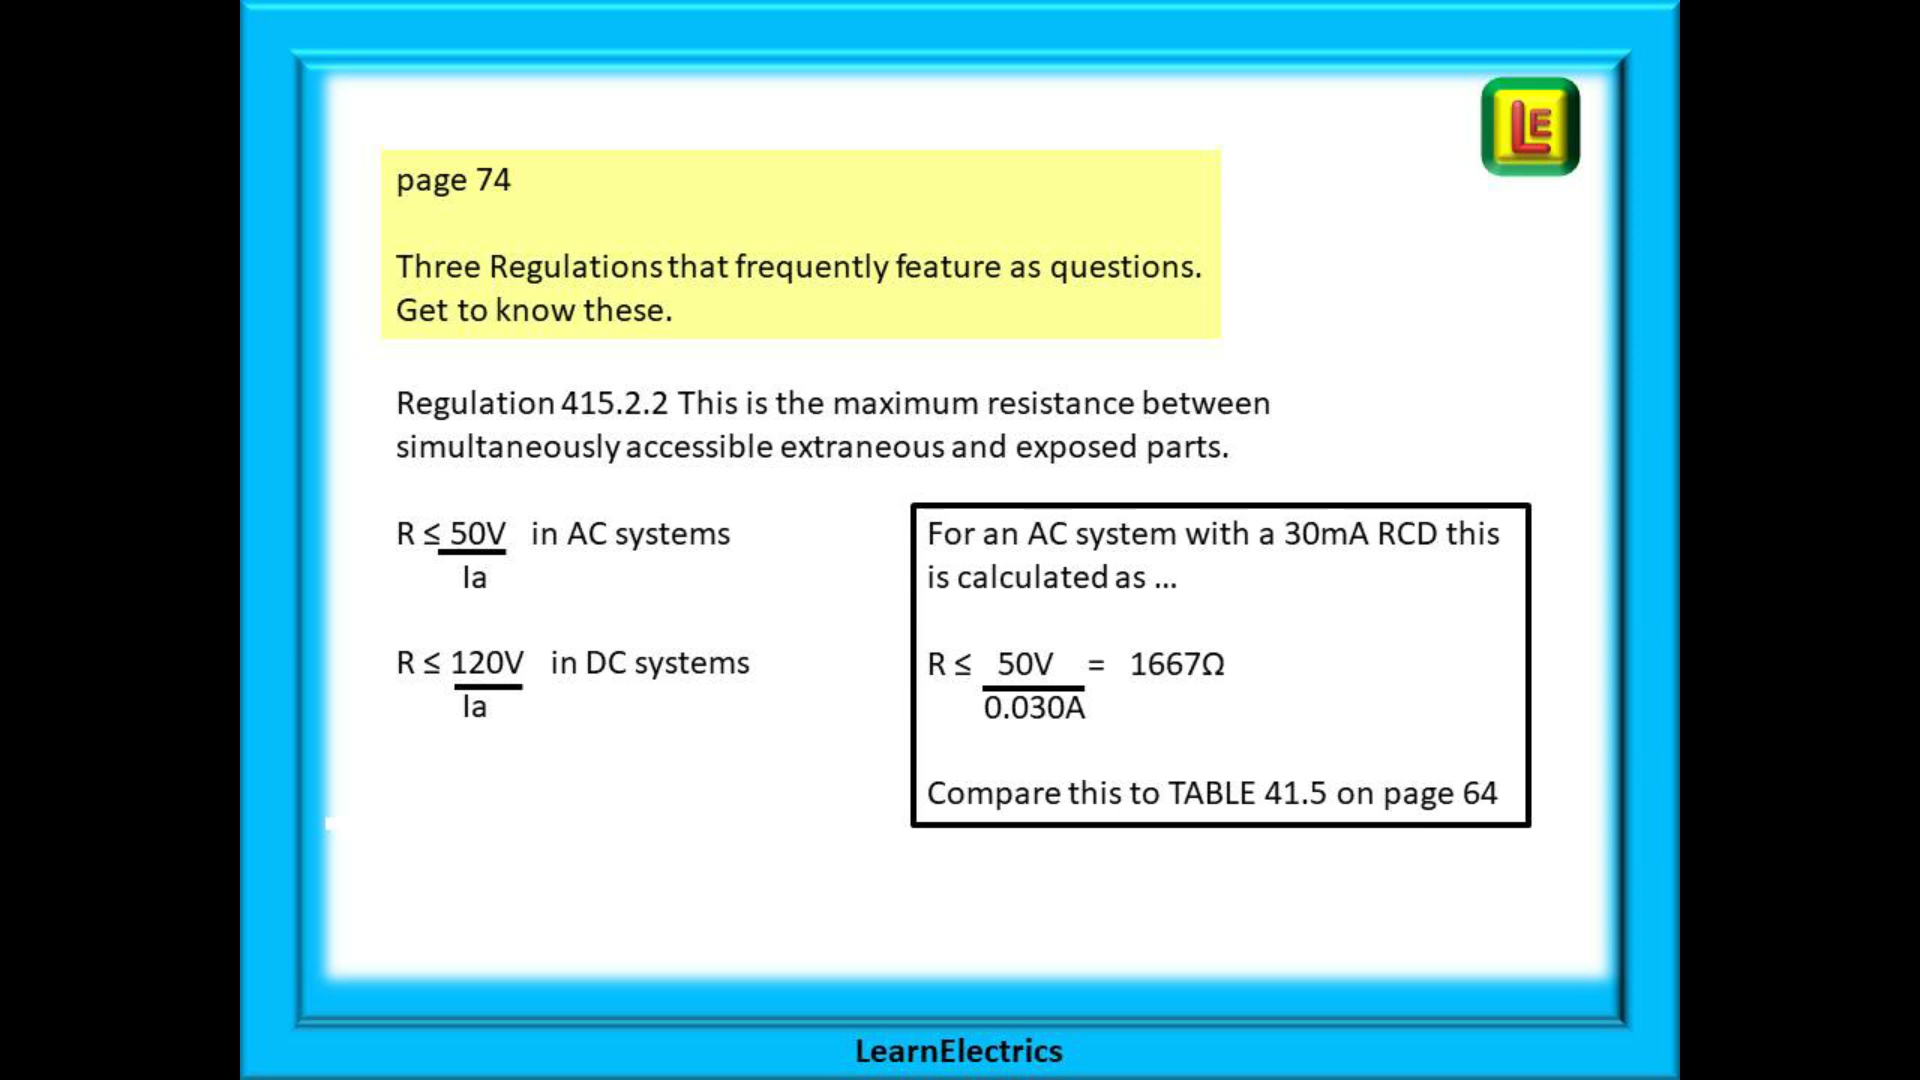 LE
page 74
Three Regulations that frequently feature as questions.
Get to know these.
Regulation 415.2.2 This is the maximum resistance between
simultaneously accessible extraneous and exposed parts.
R ≤ 50V in AC systems
Ia
R ≤ 120V in DC systems
Ia
For an AC system with a 30mA RCD this
is calculated as ...
R ≤ 50V = 1667Ω
0.030A
Compare this to TABLE 41.5 on page 64
LearnElectrics